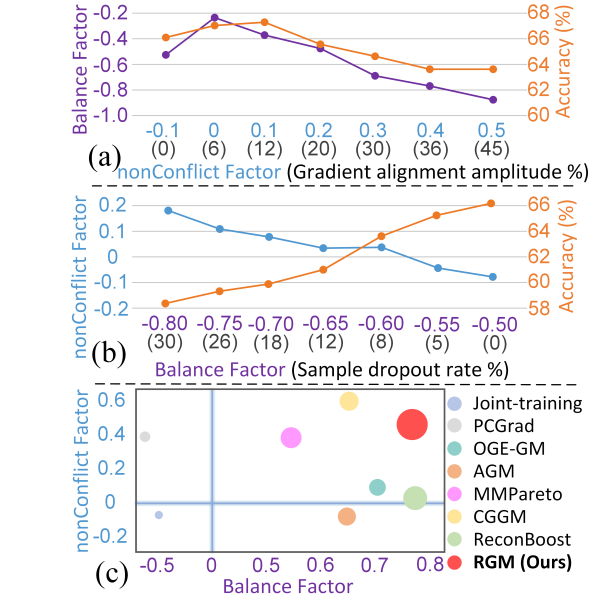 -0.2 68
-0.4 66
-0.6 64
-0.8 62
-1.0 60
Balance Factor
Accuracy (%)
-0.1 0 0.1 0.2 0.3 0.4 0.5
(0) (6) (12) (20) (30) (36) (45)
(a) nonConflict Factor (Gradient alignment amplitude %)
0.2 66
0.1 64
0 62
-0.1 60
-0.2 58
nonConflict Factor
Accuracy (%)
-0.80 -0.75 -0.70 -0.65 -0.60 -0.55 -0.50
(30) (26) (18) (12) (8) (5) (0)
(b) Balance Factor (Sample dropout rate %)
0.6
0.4
0.2
0
-0.2
nonConflict Factor
-0.5 0 0.5 0.6 0.7 0.8
(c) Balance Factor
Joint-training
PCGrad
OGE-GM
AGM
MMPareto
CGGM
ReconBoost
RGM (Ours)